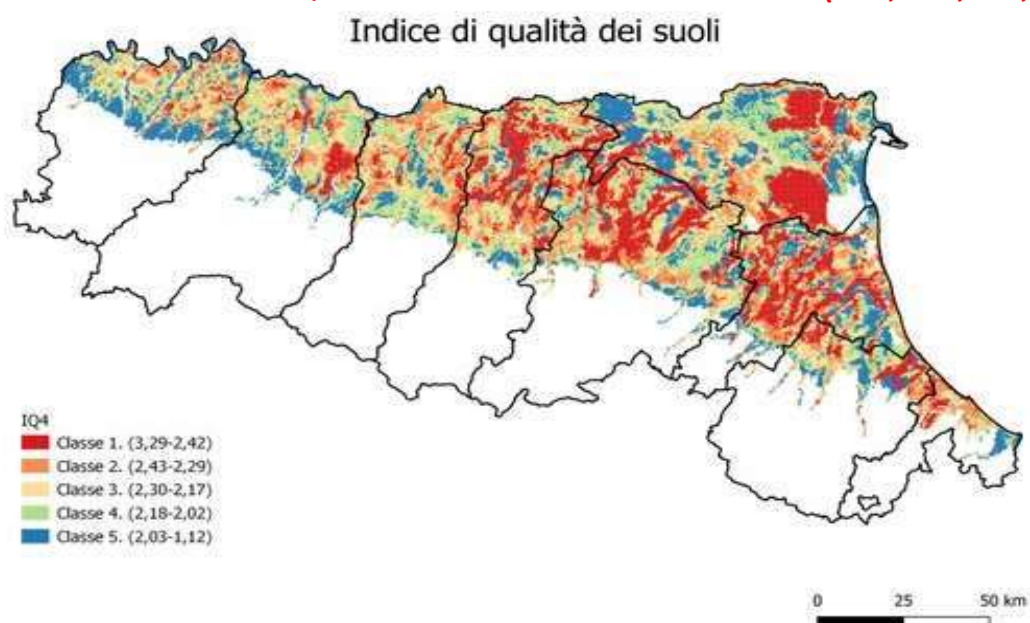 Indice di qualità dei suoli
IQ4
Classe 1. (3,29-2,42)
Classe 2. (2,43-2,29)
Classe 3. (2,30-2,17)
Classe 4. (2,18-2,02)
Classe 5. (2,03-1,12)
0 25 50 km